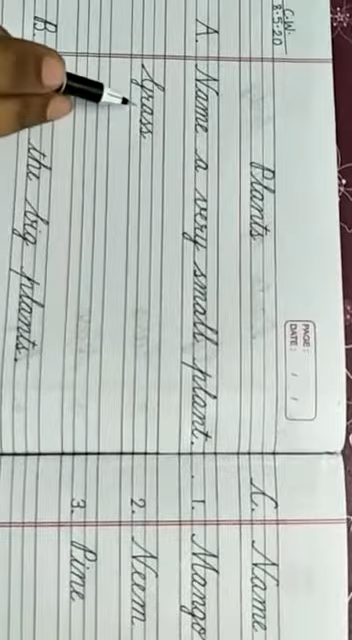 C.W.
8.5.20
PAGE:
DATE: / /
Plants
A. Name a very small plant.
Grass
B. the big plants.
C. Name
1. Mango
2. Neem
3. Pine